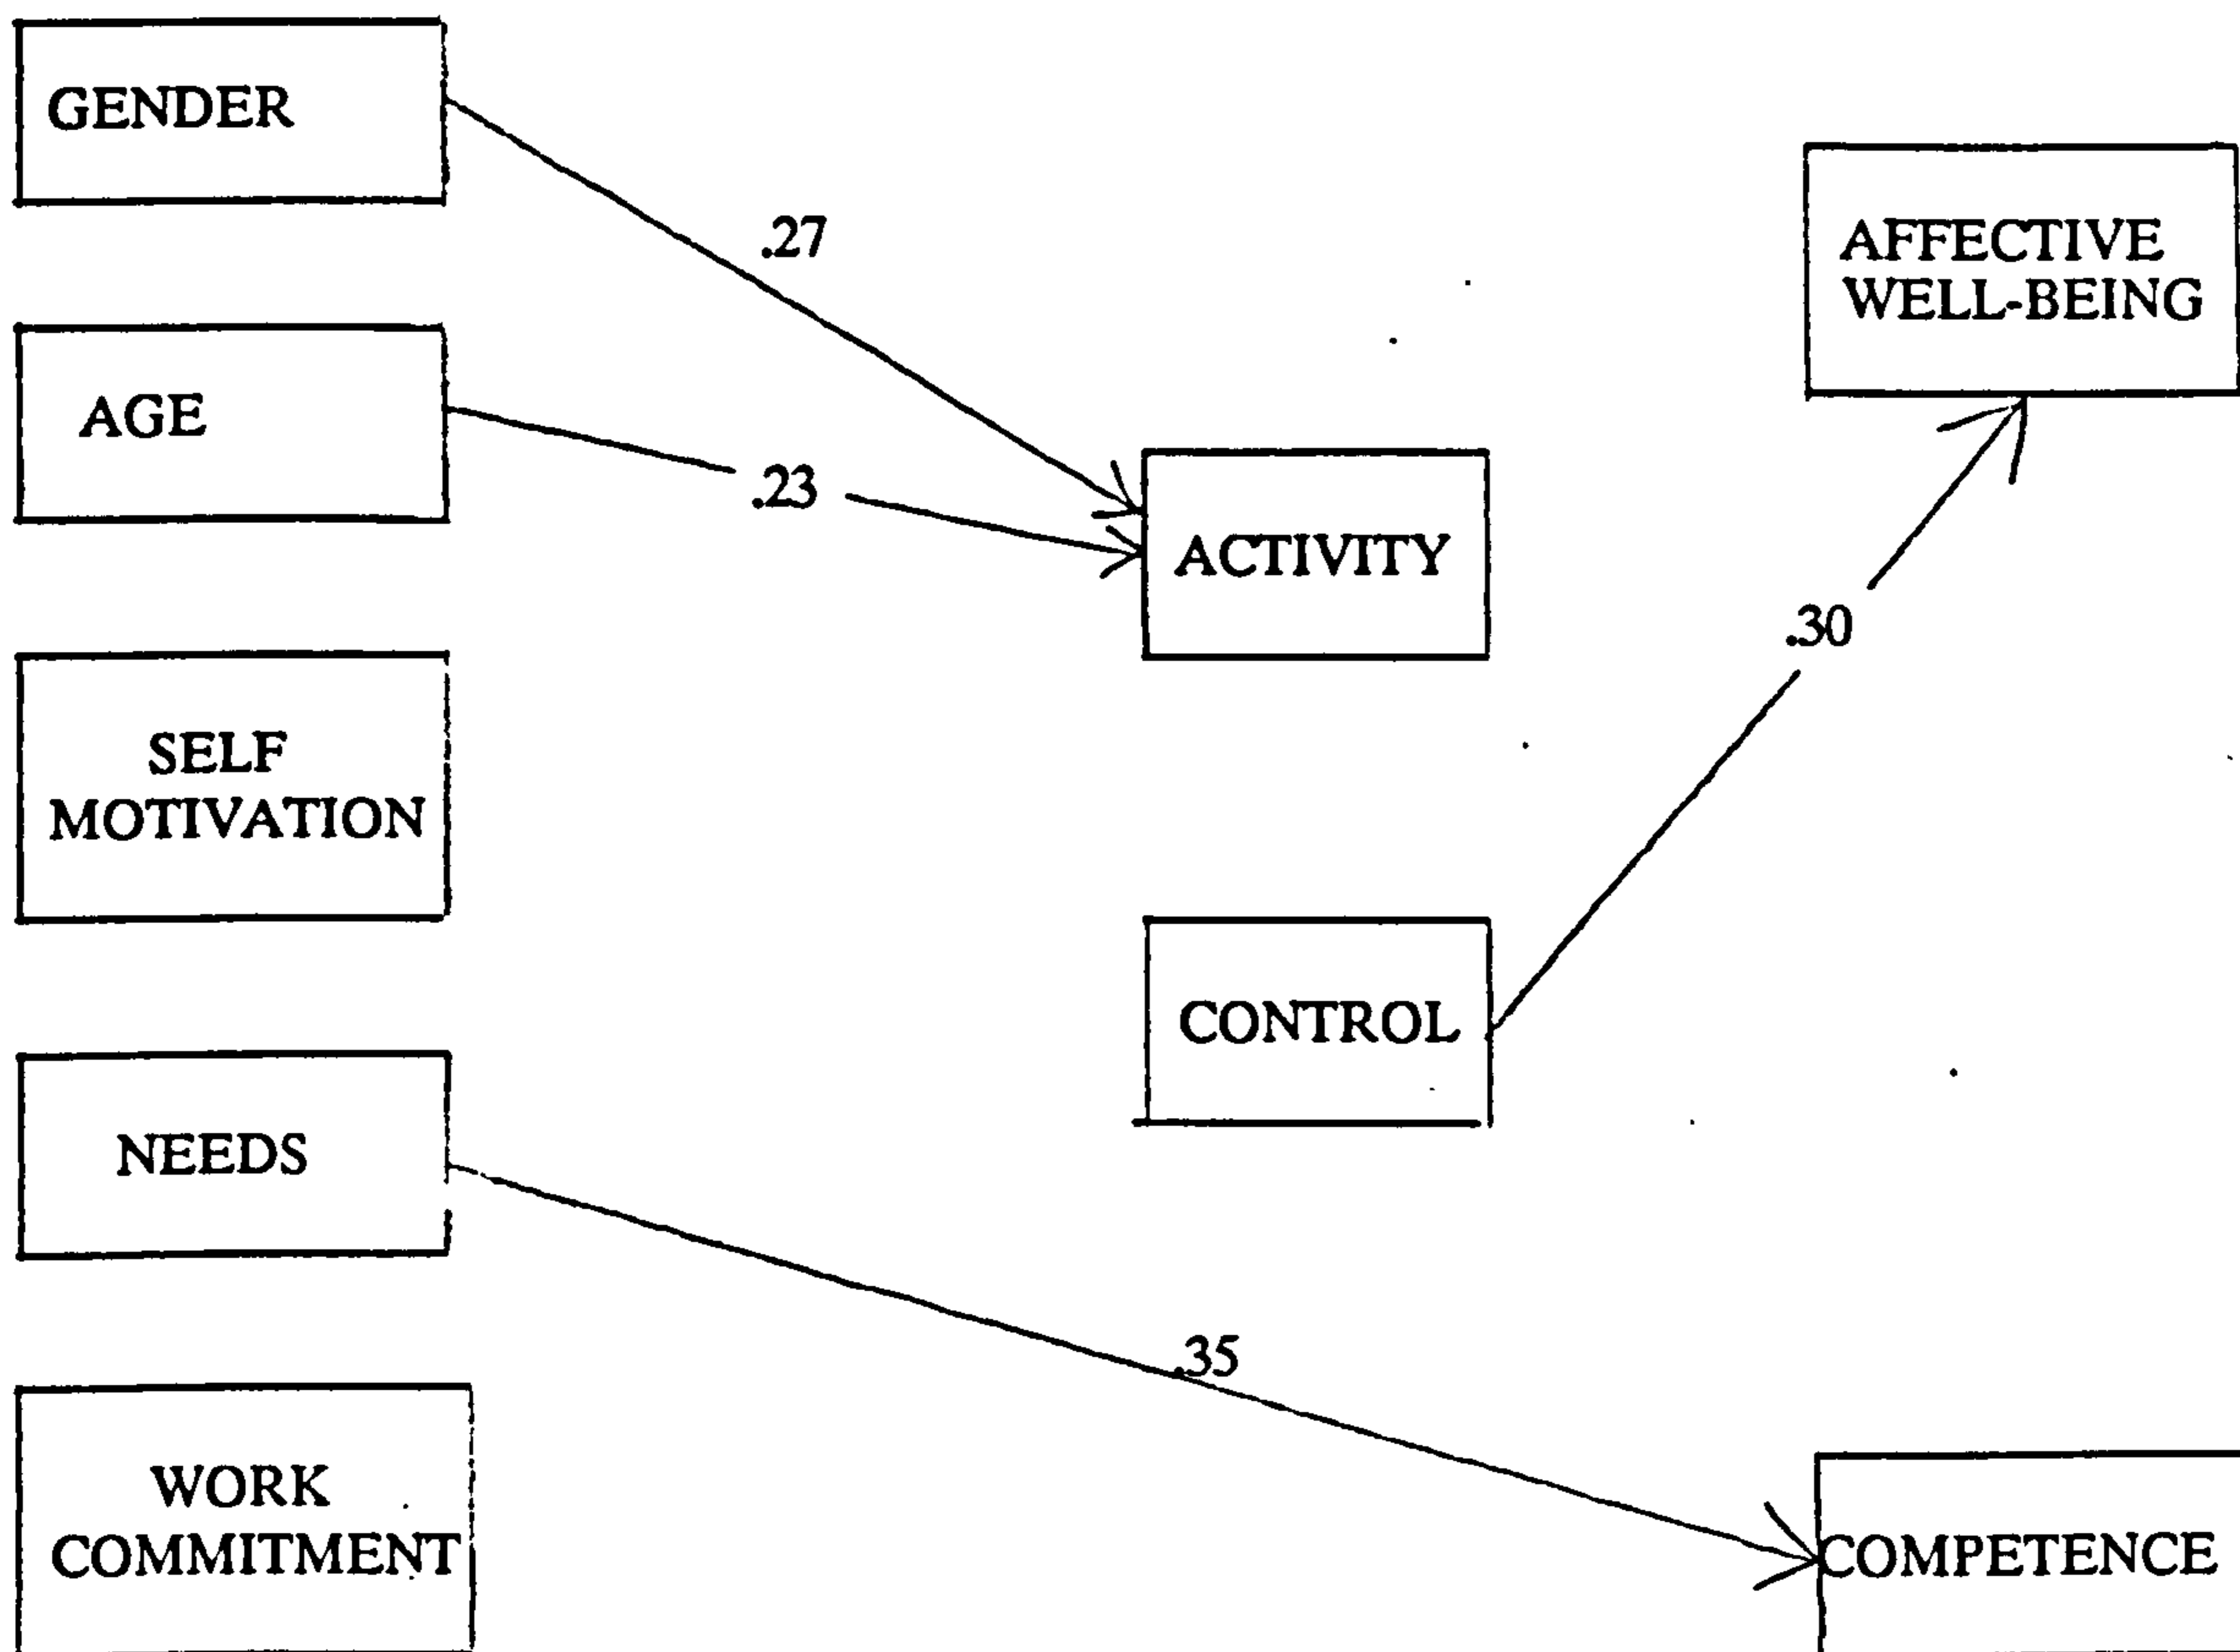 GENDER
.27
AFFECTIVE
WELL-BEING
AGE
.23
ACTIVITY
.30
SELF
MOTIVATION
CONTROL
NEEDS
.35
WORK
COMMITMENT
COMPETENCE